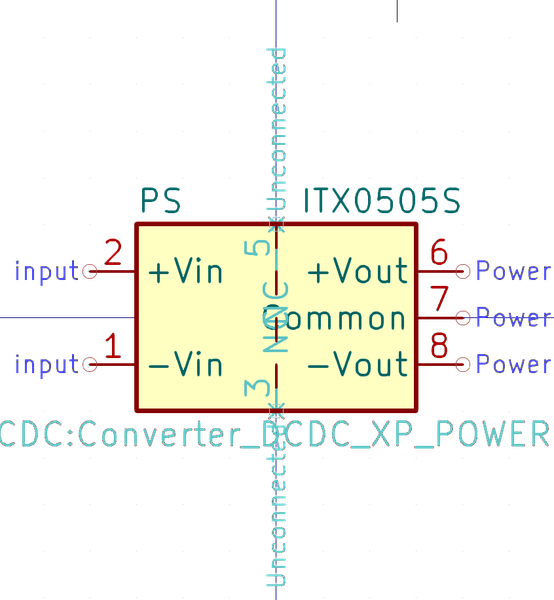 Unconnected
PS ITX0505S
5
input 2 +Vin +Vout 6 Power
NC Common 7 Power
input 1 -Vin -Vout 8 Power
3
CDC:Converter_DCDC_XP_POWER
Unconnected